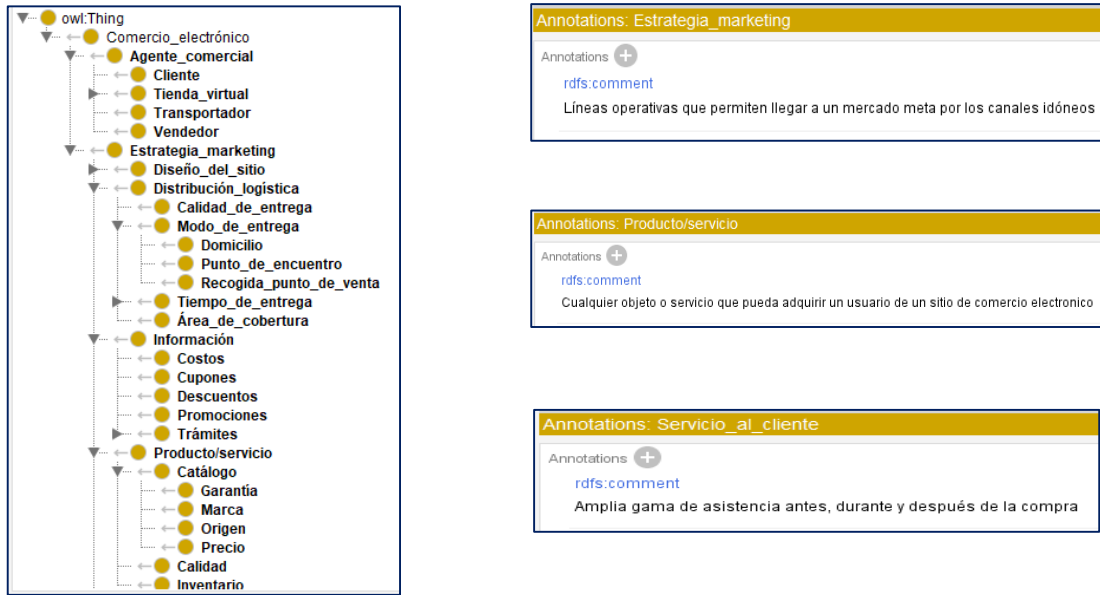 owl:Thing
Comercio_electrónico
Agente_comercial
Cliente
Tienda_virtual
Transportador
Vendedor
Estrategia_marketing
Diseño_del_sitio
Distribución_logística
Calidad_de_entrega
Modo_de_entrega
Domicilio
Punto_de_encuentro
Recogida_punto_de_venta
Tiempo_de_entrega
Área_de_cobertura
Información
Costos
Cupones
Descuentos
Promociones
Trámites
Producto/servicio
Catálogo
Garantía
Marca
Origen
Precio
Calidad
Inventario
Annotations: Estrategia_marketing
Annotations
rdfs:comment
Líneas operativas que permiten llegar a un mercado meta por los canales idóneos
Annotations: Producto/servicio
Annotations
rdfs:comment
Cualquier objeto o servicio que pueda adquirir un usuario de un sitio de comercio electronico
Annotations: Servicio_al_cliente
Annotations
rdfs:comment
Amplia gama de asistencia antes, durante y después de la compra